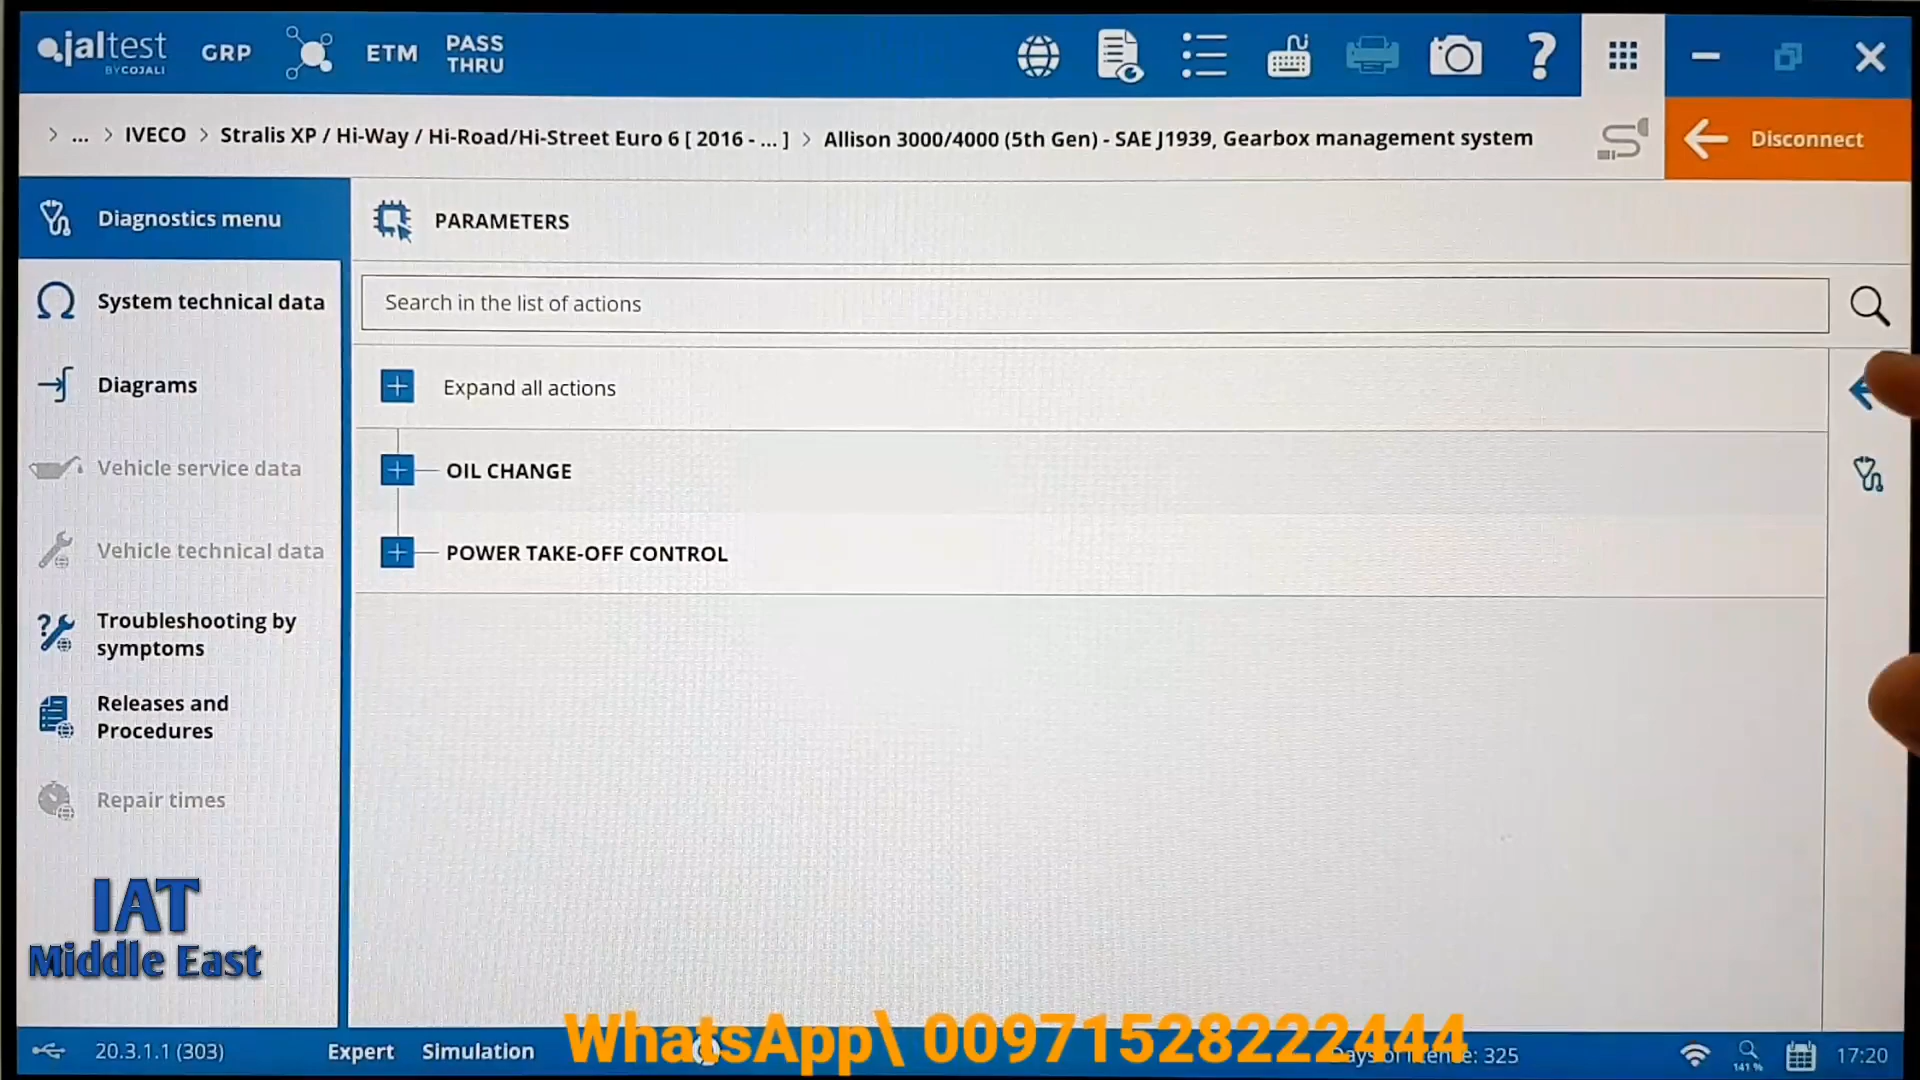 jaltest
BY COJALI
GRP
ETM
PASS
THRU
?
> ... > IVECO > Stralis XP / Hi-Way / Hi-Road/Hi-Street Euro 6 [ 2016 - ... ] > Allison 3000/4000 (5th Gen) - SAE J1939, Gearbox management system
Disconnect
Diagnostics menu
PARAMETERS
System technical data
Search in the list of actions
Diagrams
Expand all actions
Vehicle service data
OIL CHANGE
Vehicle technical data
POWER TAKE-OFF CONTROL
Troubleshooting by
symptoms
Releases and
Procedures
Repair times
IAT
Middle East
20.3.1.1 (303)
Expert
Simulation
WhatsApp\ 00971528222444
: 325
141 %
17:20